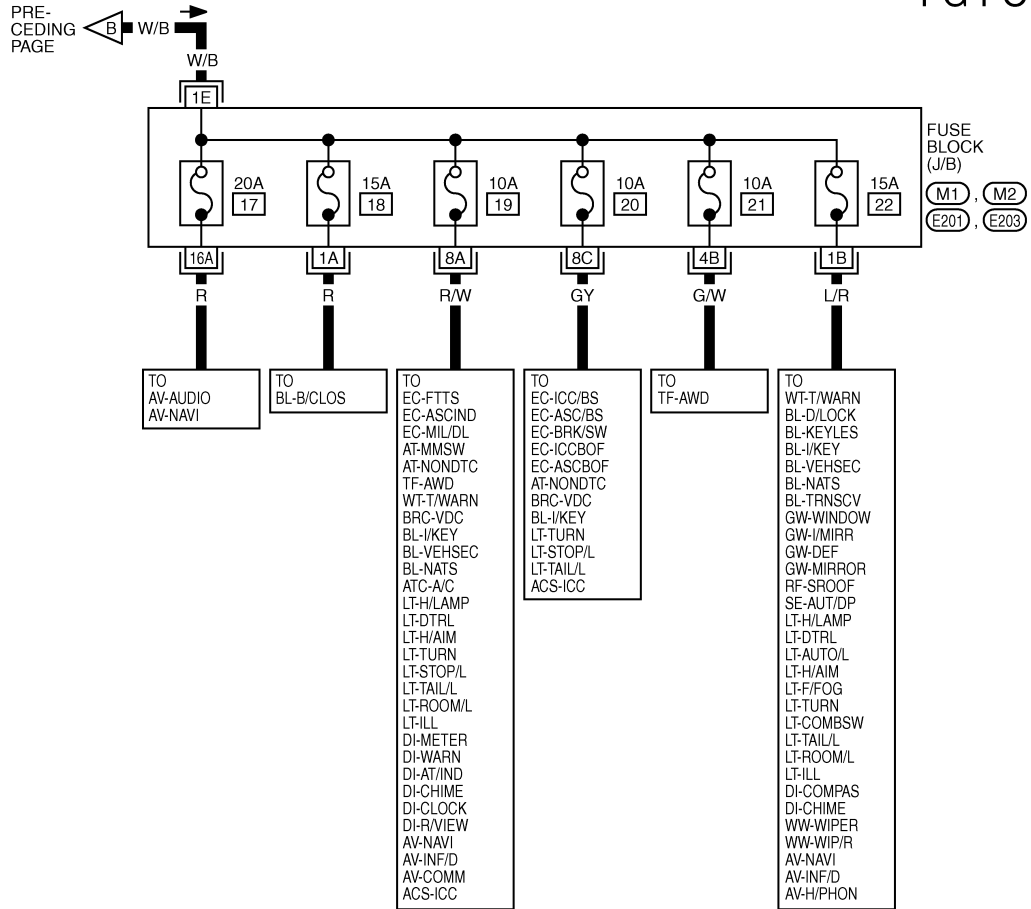 PRE-
CEDING
PAGE
B
W/B
W/B
1E
FUSE
BLOCK
(J/B)
M1 , M2
E201 , E203
20A
17
15A
18
10A
19
10A
20
10A
21
15A
22
16A
1A
8A
8C
4B
1B
R
R
R/W
GY
G/W
L/R
TO
AV-AUDIO
AV-NAVI
TO
BL-B/CLOS
TO
EC-FTTS
EC-ASCIND
EC-MIL/DL
AT-MMSW
AT-NONDTC
TF-AWD
WT-T/WARN
BRC-VDC
BL-I/KEY
BL-VEHSEC
BL-NATS
ATC-A/C
LT-H/LAMP
LT-DTRL
LT-H/AIM
LT-TURN
LT-STOP/L
LT-TAIL/L
LT-ROOM/L
LT-ILL
DI-METER
DI-WARN
DI-AT/IND
DI-CHIME
DI-CLOCK
DI-R/VIEW
AV-NAVI
AV-INF/D
AV-COMM
ACS-ICC
TO
EC-ICC/BS
EC-ASC/BS
EC-BRK/SW
EC-ICCBOF
EC-ASCBOF
AT-NONDTC
BRC-VDC
BL-I/KEY
LT-TURN
LT-STOP/L
LT-TAIL/L
ACS-ICC
TO
TF-AWD
TO
WT-T/WARN
BL-D/LOCK
BL-KEYLES
BL-I/KEY
BL-VEHSEC
BL-NATS
BL-TRNSCV
GW-WINDOW
GW-I/MIRR
GW-DEF
GW-MIRROR
RF-SROOF
SE-AUT/DP
LT-H/LAMP
LT-DTRL
LT-AUTO/L
LT-H/AIM
LT-F/FOG
LT-TURN
LT-COMBSW
LT-TAIL/L
LT-ROOM/L
LT-ILL
DI-COMPAS
DI-CHIME
WW-WIPER
WW-WIP/R
AV-NAVI
AV-INF/D
AV-H/PHON